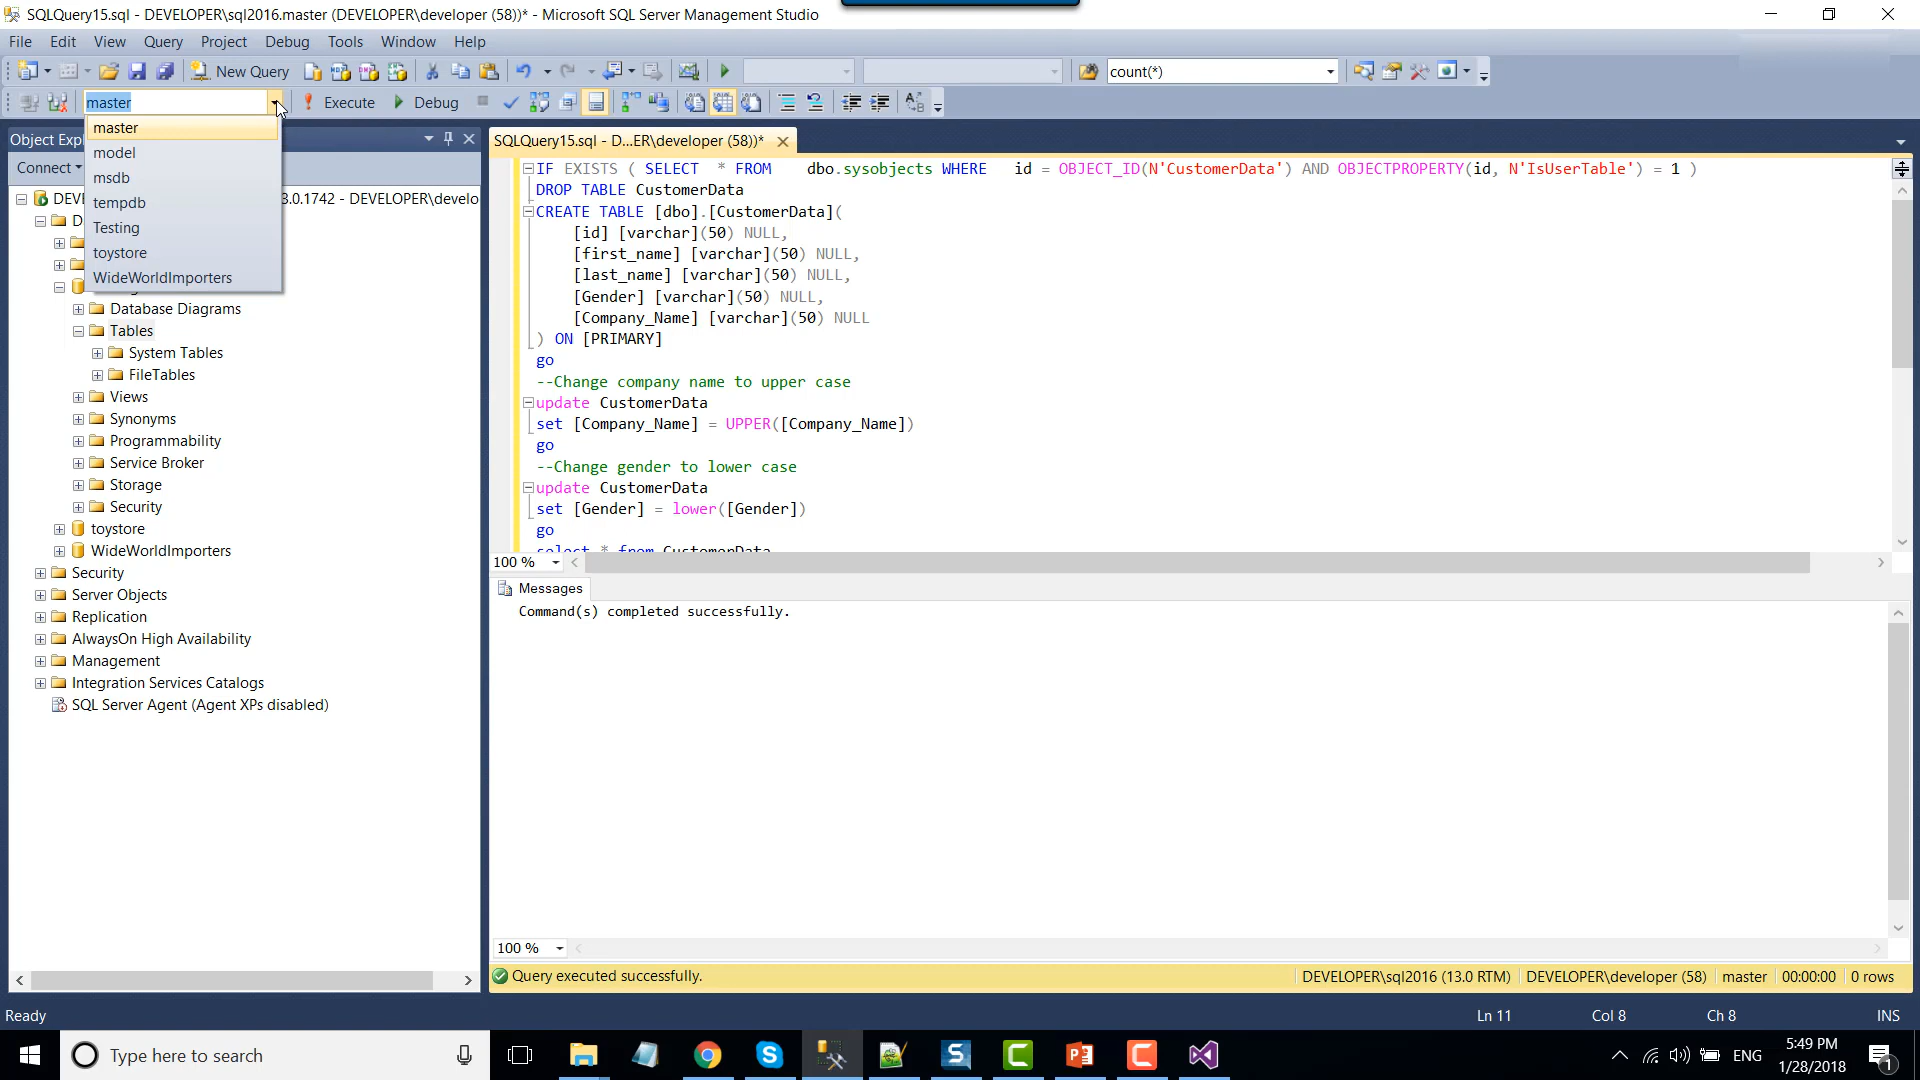 SQLQuery15.sql - DEVELOPER\sql2016.master (DEVELOPER\developer (58))* - Microsoft SQL Server Management Studio
File Edit View Query Project Debug Tools Window Help
New Query count(*)
master Execute Debug
master
model
msdb
tempdb
Testing
toystore
WideWorldImporters
Object Expl
Connect
DEV 3.0.1742 - DEVELOPER\develo
D
Database Diagrams
Tables
System Tables
FileTables
Views
Synonyms
Programmability
Service Broker
Storage
Security
toystore
WideWorldImporters
Security
Server Objects
Replication
AlwaysOn High Availability
Management
Integration Services Catalogs
SQL Server Agent (Agent XPs disabled)
SQLQuery15.sql - D...ER\developer (58))*
IF EXISTS ( SELECT * FROM dbo.sysobjects WHERE id = OBJECT_ID(N'CustomerData') AND OBJECTPROPERTY(id, N'IsUserTable') = 1 )
DROP TABLE CustomerData
CREATE TABLE [dbo].[CustomerData](
[id] [varchar](50) NULL,
[first_name] [varchar](50) NULL,
[last_name] [varchar](50) NULL,
[Gender] [varchar](50) NULL,
[Company_Name] [varchar](50) NULL
) ON [PRIMARY]
go
--Change company name to upper case
update CustomerData
set [Company_Name] = UPPER([Company_Name])
go
--Change gender to lower case
update CustomerData
set [Gender] = lower([Gender])
go
select * from CustomerData
100 %
Messages
Command(s) completed successfully.
100 %
Query executed successfully. DEVELOPER\sql2016 (13.0 RTM) DEVELOPER\developer (58) master 00:00:00 0 rows
Ready Ln 11 Col 8 Ch 8 INS
Type here to search ENG 5:49 PM
1/28/2018 1